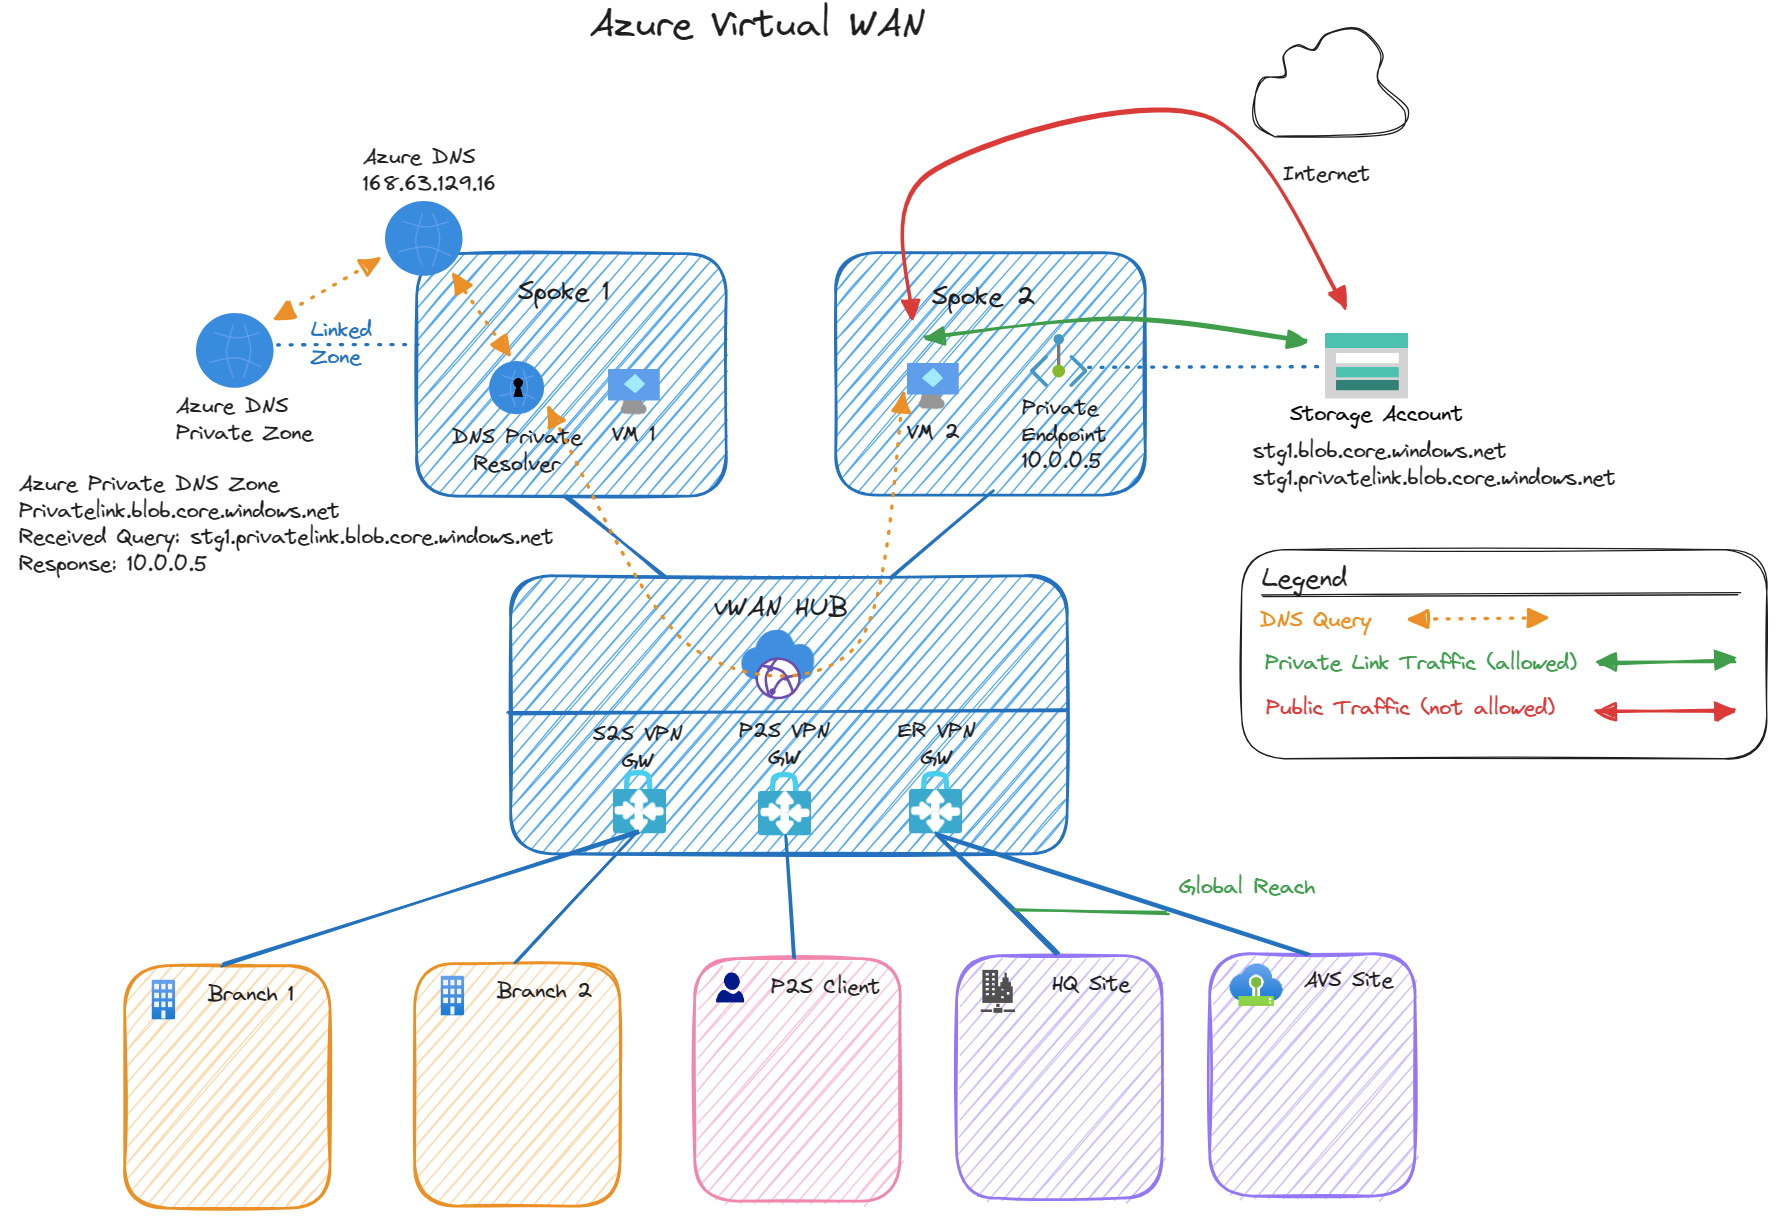 Azure Virtual WAN
Azure DNS
168.63.129.16
Internet
Spoke 1
Spoke 2
Linked
Zone
Azure DNS
Private Zone
DNS Private
Resolver
VM 1
VM 2
Private
Endpoint
10.0.0.5
Storage Account
stg1.blob.core.windows.net
stg1.privatelink.blob.core.windows.net
Azure Private DNS Zone
Privatelink.blob.core.windows.net
Received Query: stg1.privatelink.blob.core.windows.net
Response: 10.0.0.5
Legend
DNS Query
Private Link Traffic (allowed)
Public Traffic (not allowed)
vWAN HUB
S2S VPN
GW
P2S VPN
GW
ER VPN
GW
Global Reach
Branch 1
Branch 2
P2S Client
HQ Site
AVS Site